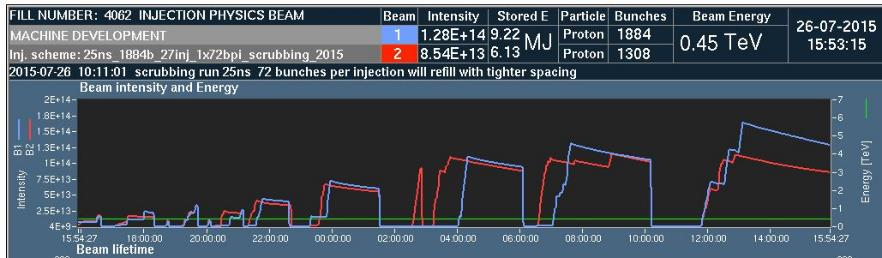 FILL NUMBER: 4062 INJECTION PHYSICS BEAM Beam Intensity Stored E Particle Bunches Beam Energy 26-07-2015
MACHINE DEVELOPMENT 1 1.28E+14 9.22 MJ Proton 1884 0.45 TeV 15:53:15
Inj. scheme: 25ns_1884b_27inj_1x72bpi_scrubbing_2015 2 8.54E+13 6.13 Proton 1308
2015-07-26 10:11:01 scrubbing run 25ns 72 bunches per injection will refill with tighter spacing
Beam intensity and Energy
2E+14
1.8E+14
1.5E+14
1.3E+14
1E+14
7.5E+13
5E+13
2.5E+13
4E+9
B1
B2
Intensity
7
6
5
4
3
2
1
0
Energy [TeV]
15:54:27 18:00:00 20:00:00 22:00:00 00:00:00 02:00:00 04:00:00 06:00:00 08:00:00 10:00:00 12:00:00 14:00:00 15:54:27
Beam lifetime